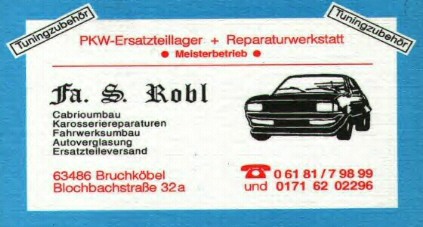 Tuningzubehör
Tuningzubehör
PKW-Ersatzteillager + Reparaturwerkstatt
● Meisterbetrieb ●
Fa. S. Robl
Cabrioumbau
Karosseriereparaturen
Fahrwerksumbau
Autoverglasung
Ersatzteileversand
63486 Bruchköbel
Blochbachstraße 32a
☎ 0 61 81 / 7 98 99
und 0171 62 02296